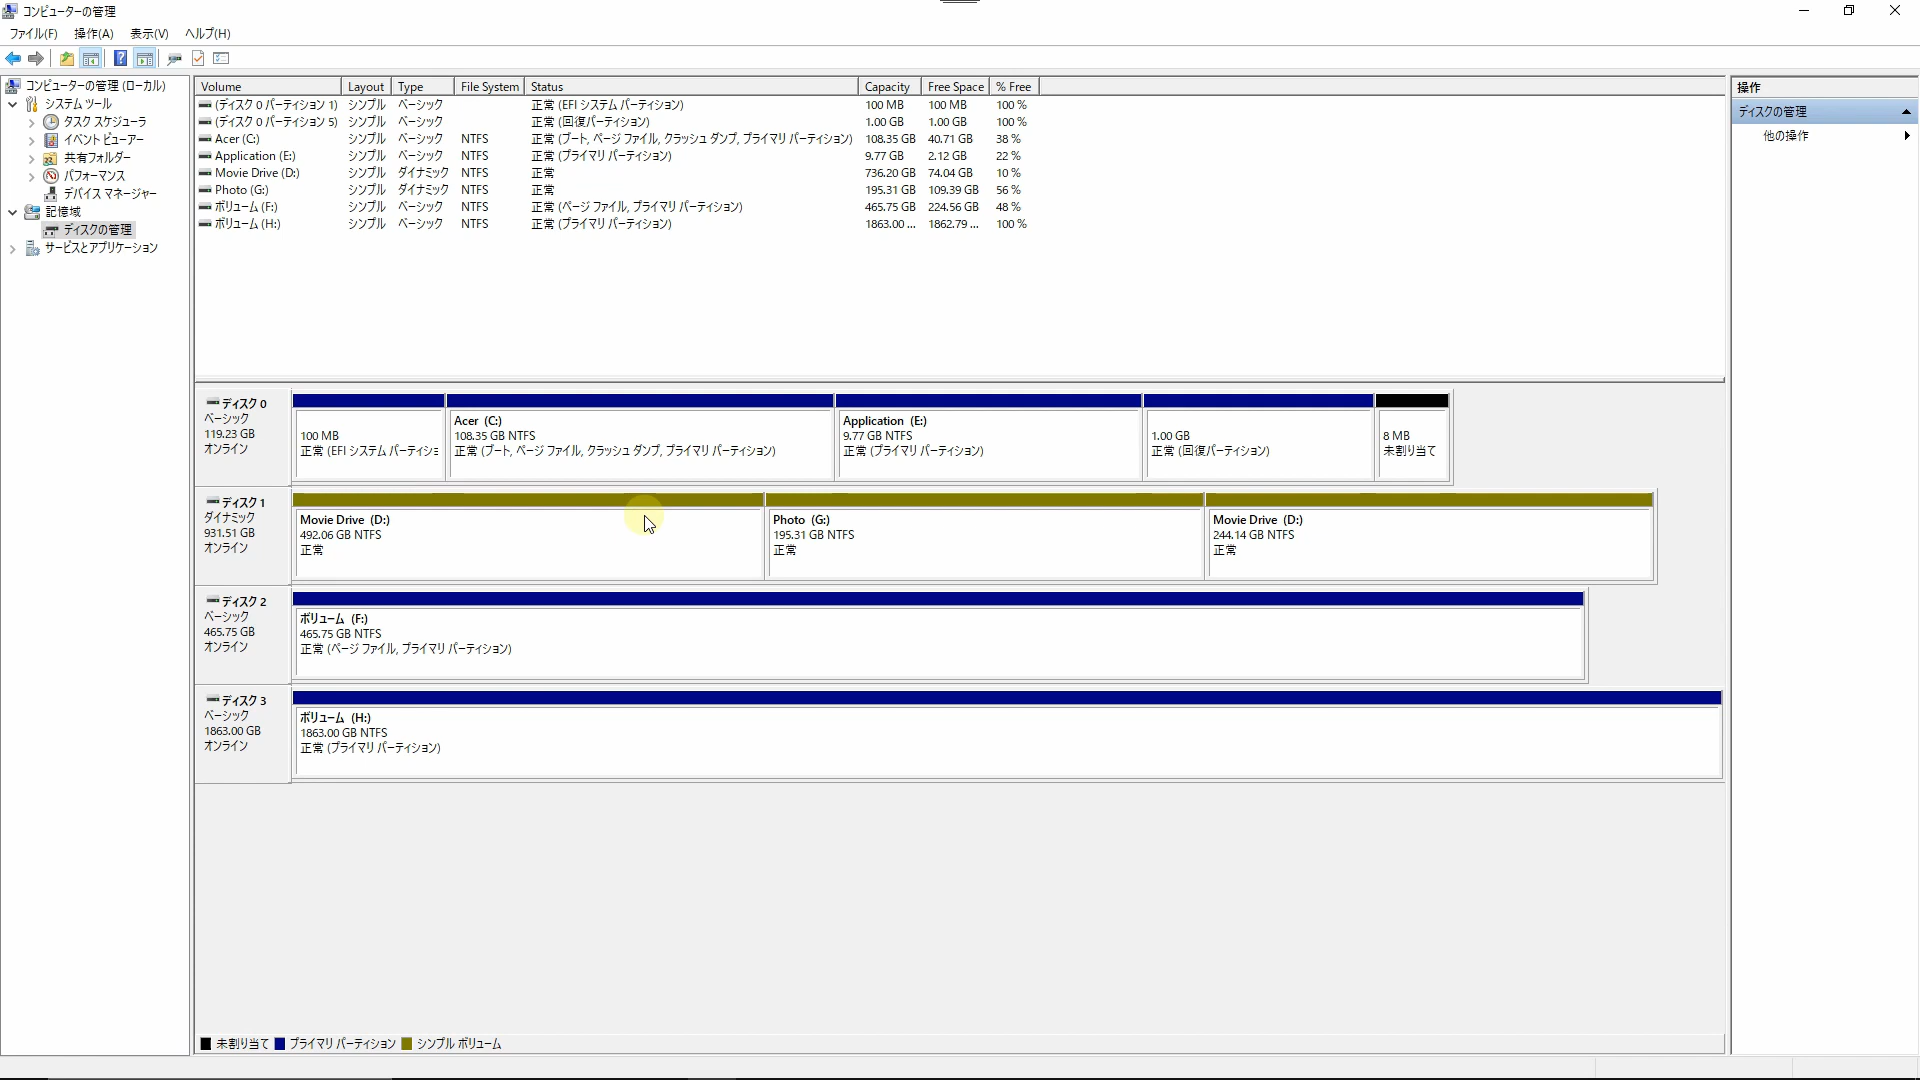 コンピューターの管理
ファイル(F) 操作(A) 表示(V) ヘルプ(H)
コンピューターの管理 (ローカル)
システム ツール
タスク スケジューラ
イベント ビューアー
共有フォルダー
パフォーマンス
デバイス マネージャー
記憶域
ディスクの管理
サービスとアプリケーション
Volume Layout Type File System Status Capacity Free Space % Free
(ディスク 0 パーティション 1) シンプル ベーシック 正常 (EFI システム パーティション) 100 MB 100 MB 100 %
(ディスク 0 パーティション 5) シンプル ベーシック 正常 (回復パーティション) 1.00 GB 1.00 GB 100 %
Acer (C:) シンプル ベーシック NTFS 正常 (ブート, ページ ファイル, クラッシュ ダンプ, プライマリ パーティション) 108.35 GB 40.71 GB 38 %
Application (E:) シンプル ベーシック NTFS 正常 (プライマリ パーティション) 9.77 GB 2.12 GB 22 %
Movie Drive (D:) シンプル ダイナミック NTFS 正常 736.20 GB 74.04 GB 10 %
Photo (G:) シンプル ダイナミック NTFS 正常 195.31 GB 109.39 GB 56 %
ボリューム (F:) シンプル ベーシック NTFS 正常 (ページ ファイル, プライマリ パーティション) 465.75 GB 224.56 GB 48 %
ボリューム (H:) シンプル ベーシック NTFS 正常 (プライマリ パーティション) 1863.00 ... 1862.79 ... 100 %
ディスク 0
ベーシック
119.23 GB
オンライン
100 MB
正常 (EFI システム パーティシ
Acer (C:)
108.35 GB NTFS
正常 (ブート, ページ ファイル, クラッシュ ダンプ, プライマリ パーティション)
Application (E:)
9.77 GB NTFS
正常 (プライマリ パーティション)
1.00 GB
正常 (回復パーティション)
8 MB
未割り当て
ディスク 1
ダイナミック
931.51 GB
オンライン
Movie Drive (D:)
492.06 GB NTFS
正常
Photo (G:)
195.31 GB NTFS
正常
Movie Drive (D:)
244.14 GB NTFS
正常
ディスク 2
ベーシック
465.75 GB
オンライン
ボリューム (F:)
465.75 GB NTFS
正常 (ページ ファイル, プライマリ パーティション)
ディスク 3
ベーシック
1863.00 GB
オンライン
ボリューム (H:)
1863.00 GB NTFS
正常 (プライマリ パーティション)
未割り当て プライマリ パーティション シンプル ボリューム
操作
ディスクの管理
他の操作